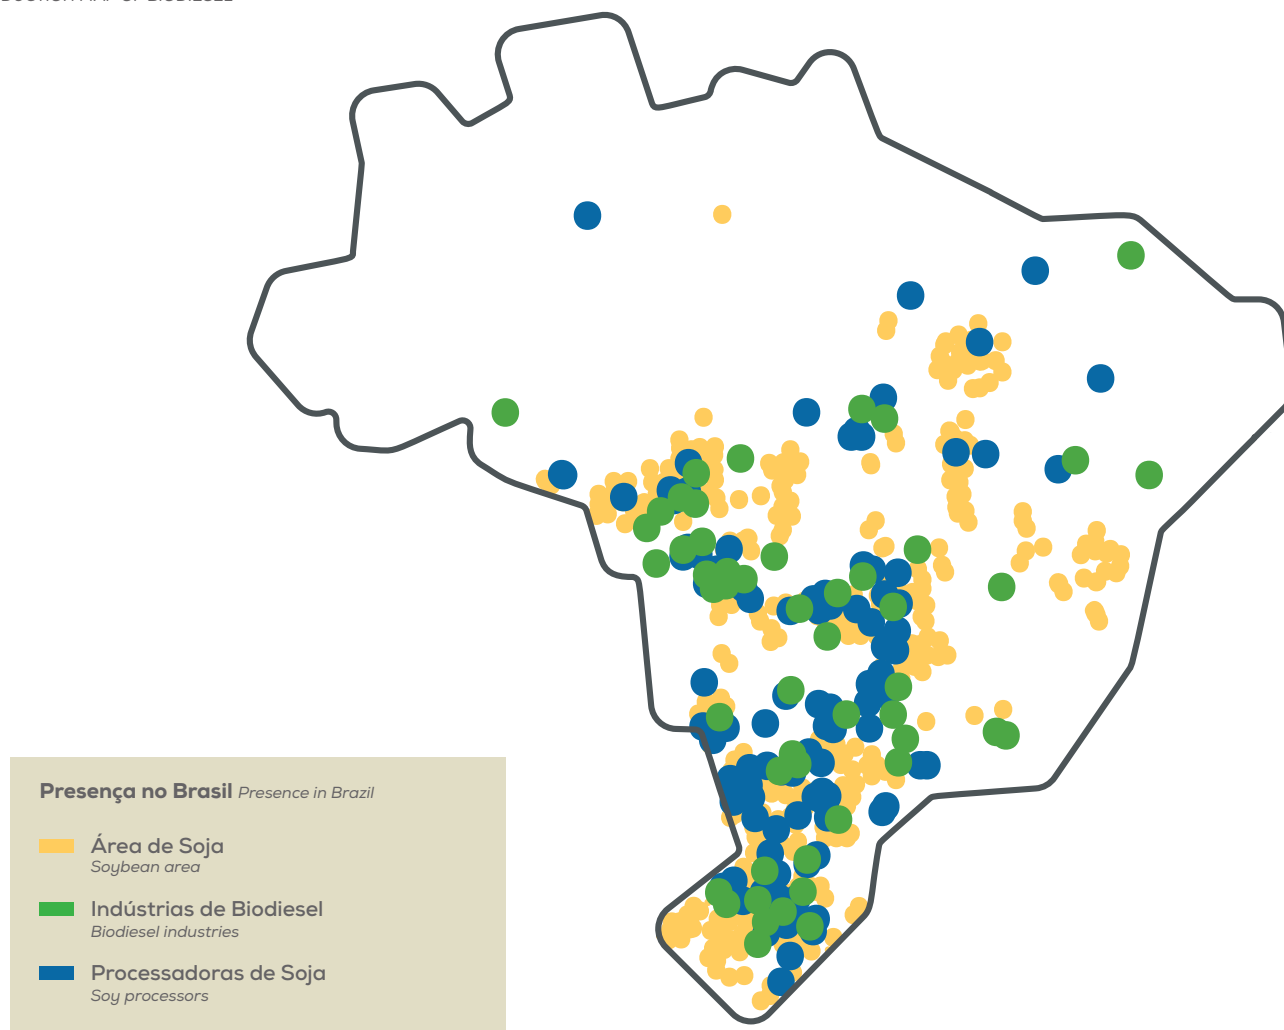 Presença no Brasil Presence in Brazil
Área de Soja
Soybean area
Indústrias de Biodiesel
Biodiesel industries
Processadoras de Soja
Soy processors